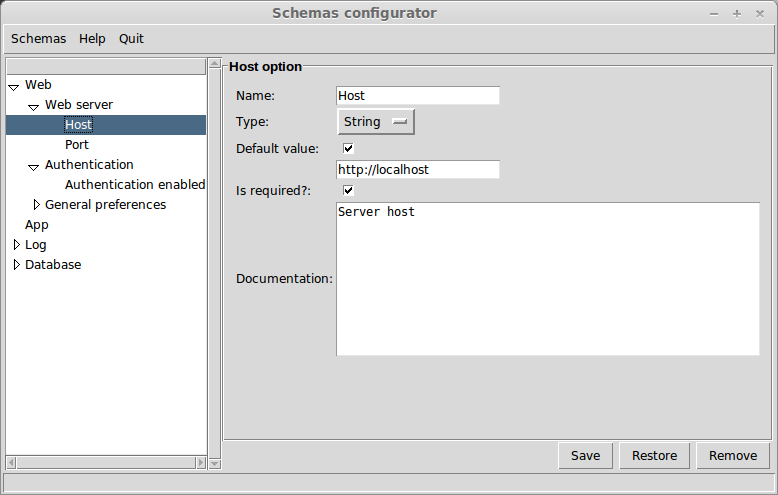 Schemas configurator
Schemas Help Quit
Web
Web server
Host
Port
Authentication
Authentication enabled
General preferences
App
Log
Database
Host option
Name: Host
Type: String
Default value:
http://localhost
Is required?:
Server host
Documentation:
Save Restore Remove